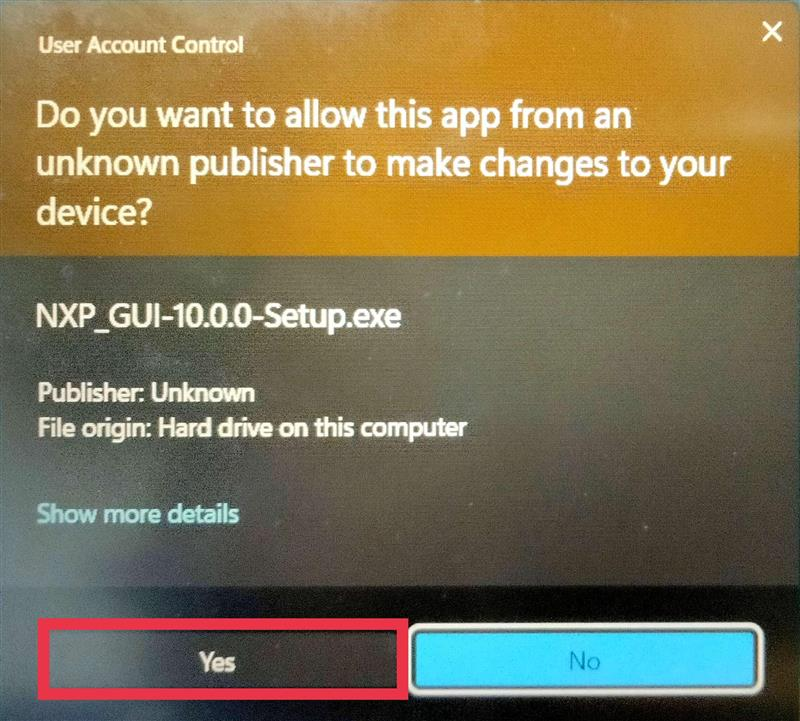 User Account Control
Do you want to allow this app from an
unknown publisher to make changes to your
device?
NXP_GUI-10.0.0-Setup.exe
Publisher: Unknown
File origin: Hard drive on this computer
Show more details
Yes
No